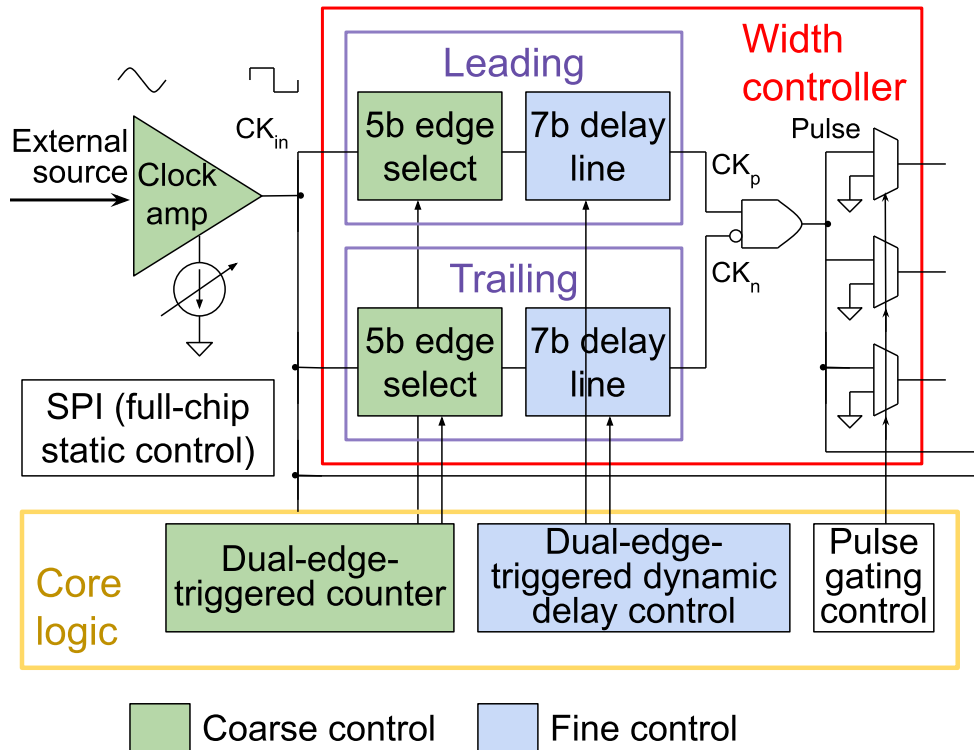 Width
controller
Leading
External
source
CKin
Clock
amp
5b edge
select
7b delay
line
CKp
Pulse
CKn
Trailing
5b edge
select
7b delay
line
SPI (full-chip
static control)
Core
logic
Dual-edge-
triggered counter
Dual-edge-
triggered dynamic
delay control
Pulse
gating
control
Coarse control
Fine control